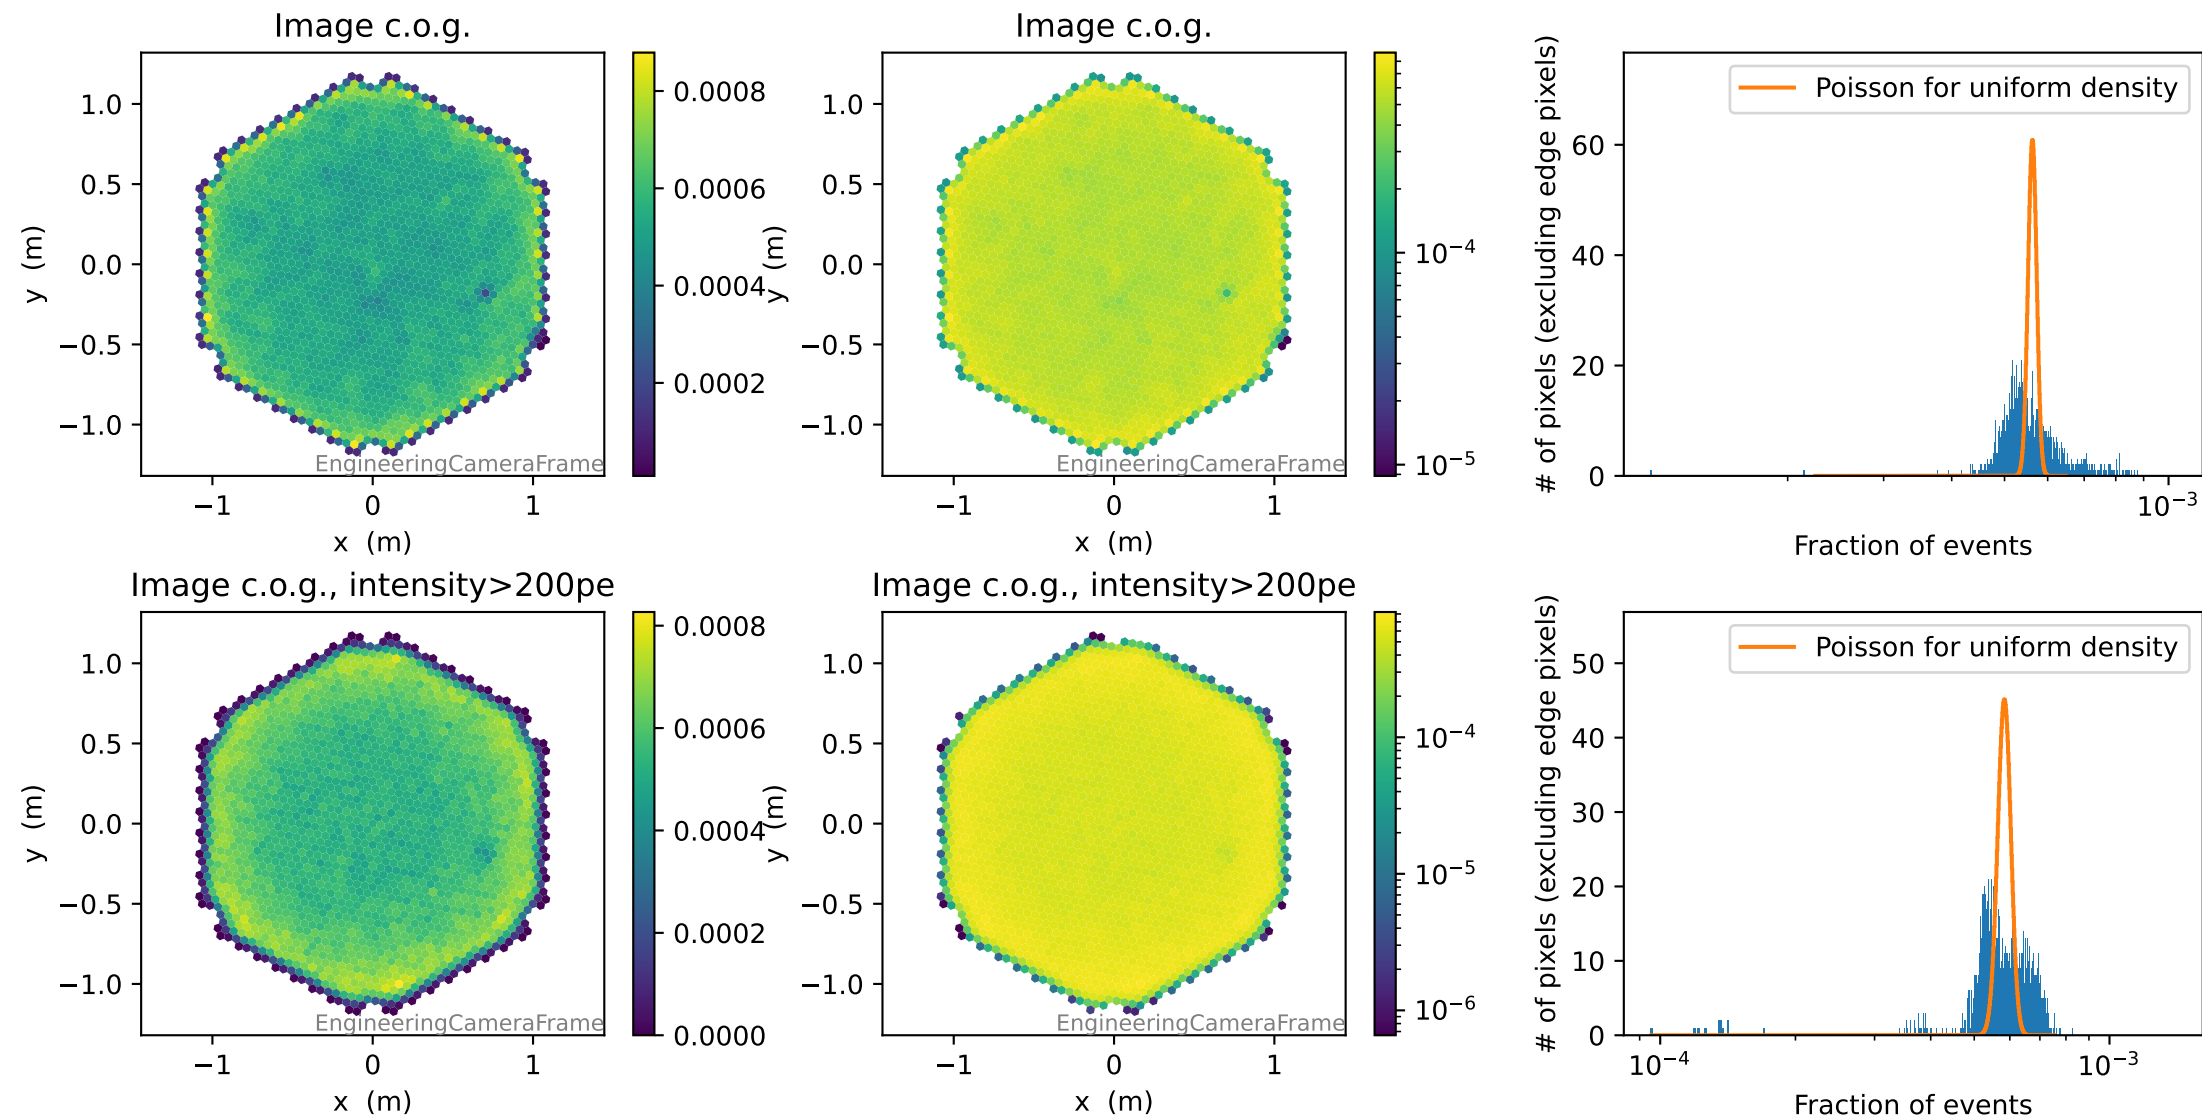 Image c.o.g.
1.0
0.5
0.0
−0.5
−1.0
y (m)
−1
0
1
x (m)
EngineeringCameraFrame
0.0008
0.0006
0.0004
0.0002
Image c.o.g.
1.0
0.5
0.0
−0.5
−1.0
y (m)
−1
0
1
x (m)
EngineeringCameraFrame
10⁻⁴
10⁻⁵
# of pixels (excluding edge pixels)
60
40
20
0
Poisson for uniform density
10⁻³
Fraction of events
Image c.o.g., intensity>200pe
1.0
0.5
0.0
−0.5
−1.0
y (m)
−1
0
1
x (m)
EngineeringCameraFrame
0.0008
0.0006
0.0004
0.0002
0.0000
Image c.o.g., intensity>200pe
1.0
0.5
0.0
−0.5
−1.0
y (m)
−1
0
1
x (m)
EngineeringCameraFrame
10⁻⁴
10⁻⁵
10⁻⁶
# of pixels (excluding edge pixels)
50
40
30
20
10
0
Poisson for uniform density
10⁻⁴
10⁻³
Fraction of events